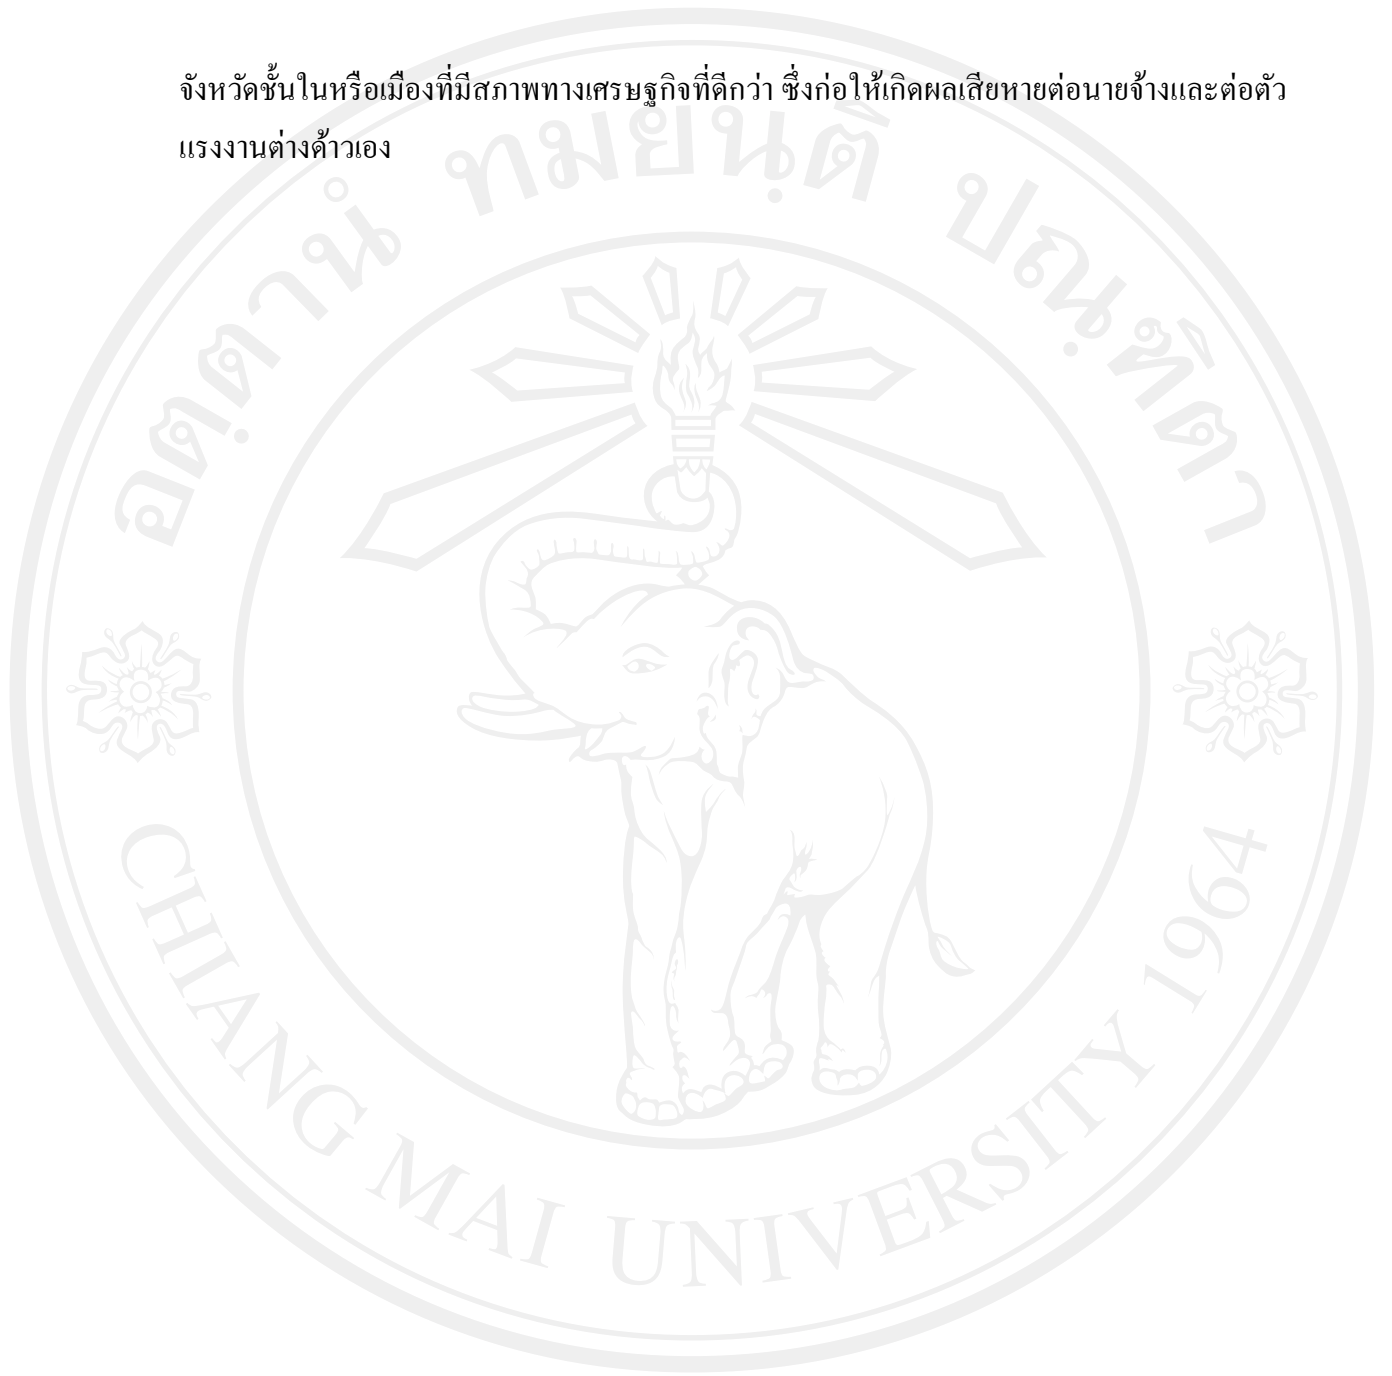 จังหวัดชั้นในหรือเมืองที่มีสภาพทางเศรษฐกิจที่ดีกว่า ซึ่งก่อให้เกิดผลเสียหายต่อนายจ้างและต่อตัว
แรงงานต่างด้าวเอง
อตฺตานํ ทมยนฺติ ปณฺฑิตา
CHIANG MAI UNIVERSITY 1964